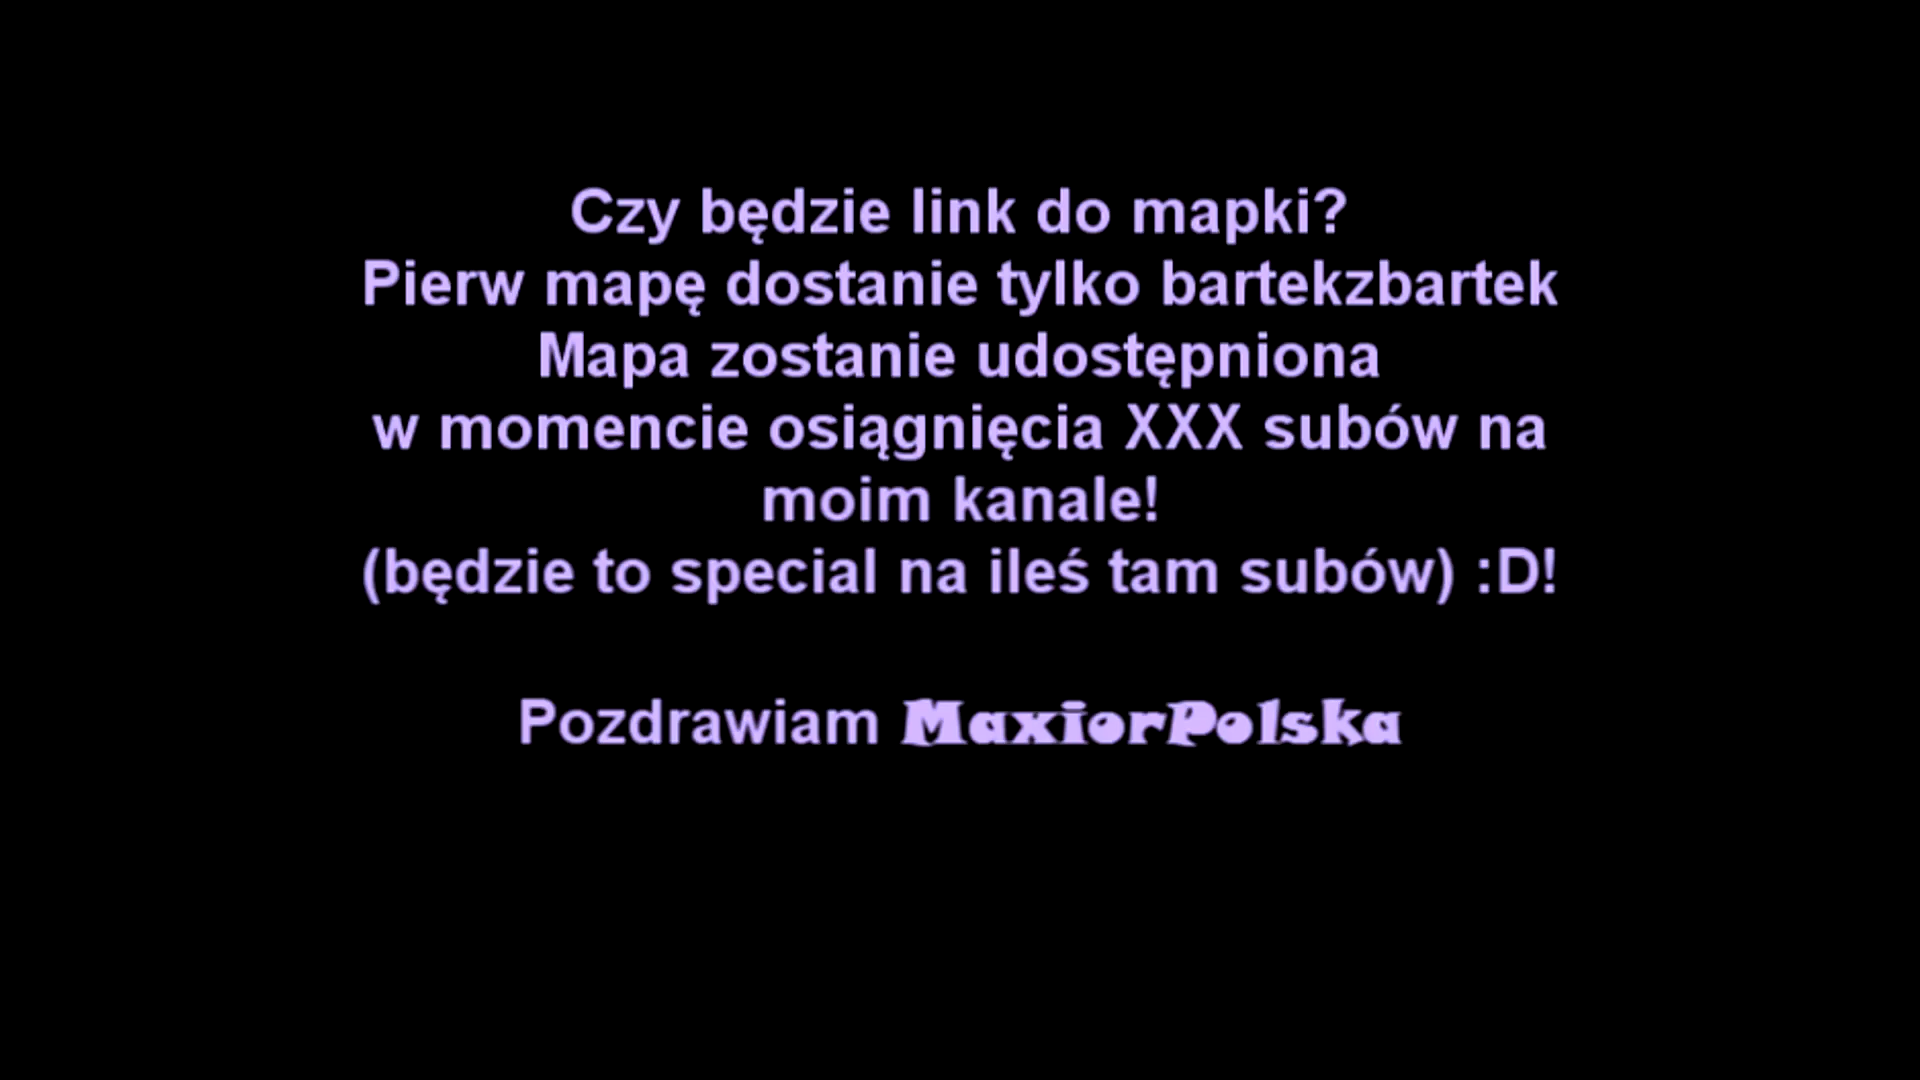 Czy będzie link do mapki?
Pierw mapę dostanie tylko bartekzbartek
Mapa zostanie udostępniona
w momencie osiągnięcia XXX subów na
moim kanale!
(będzie to special na ileś tam subów) :D!
Pozdrawiam MaxiorPolska